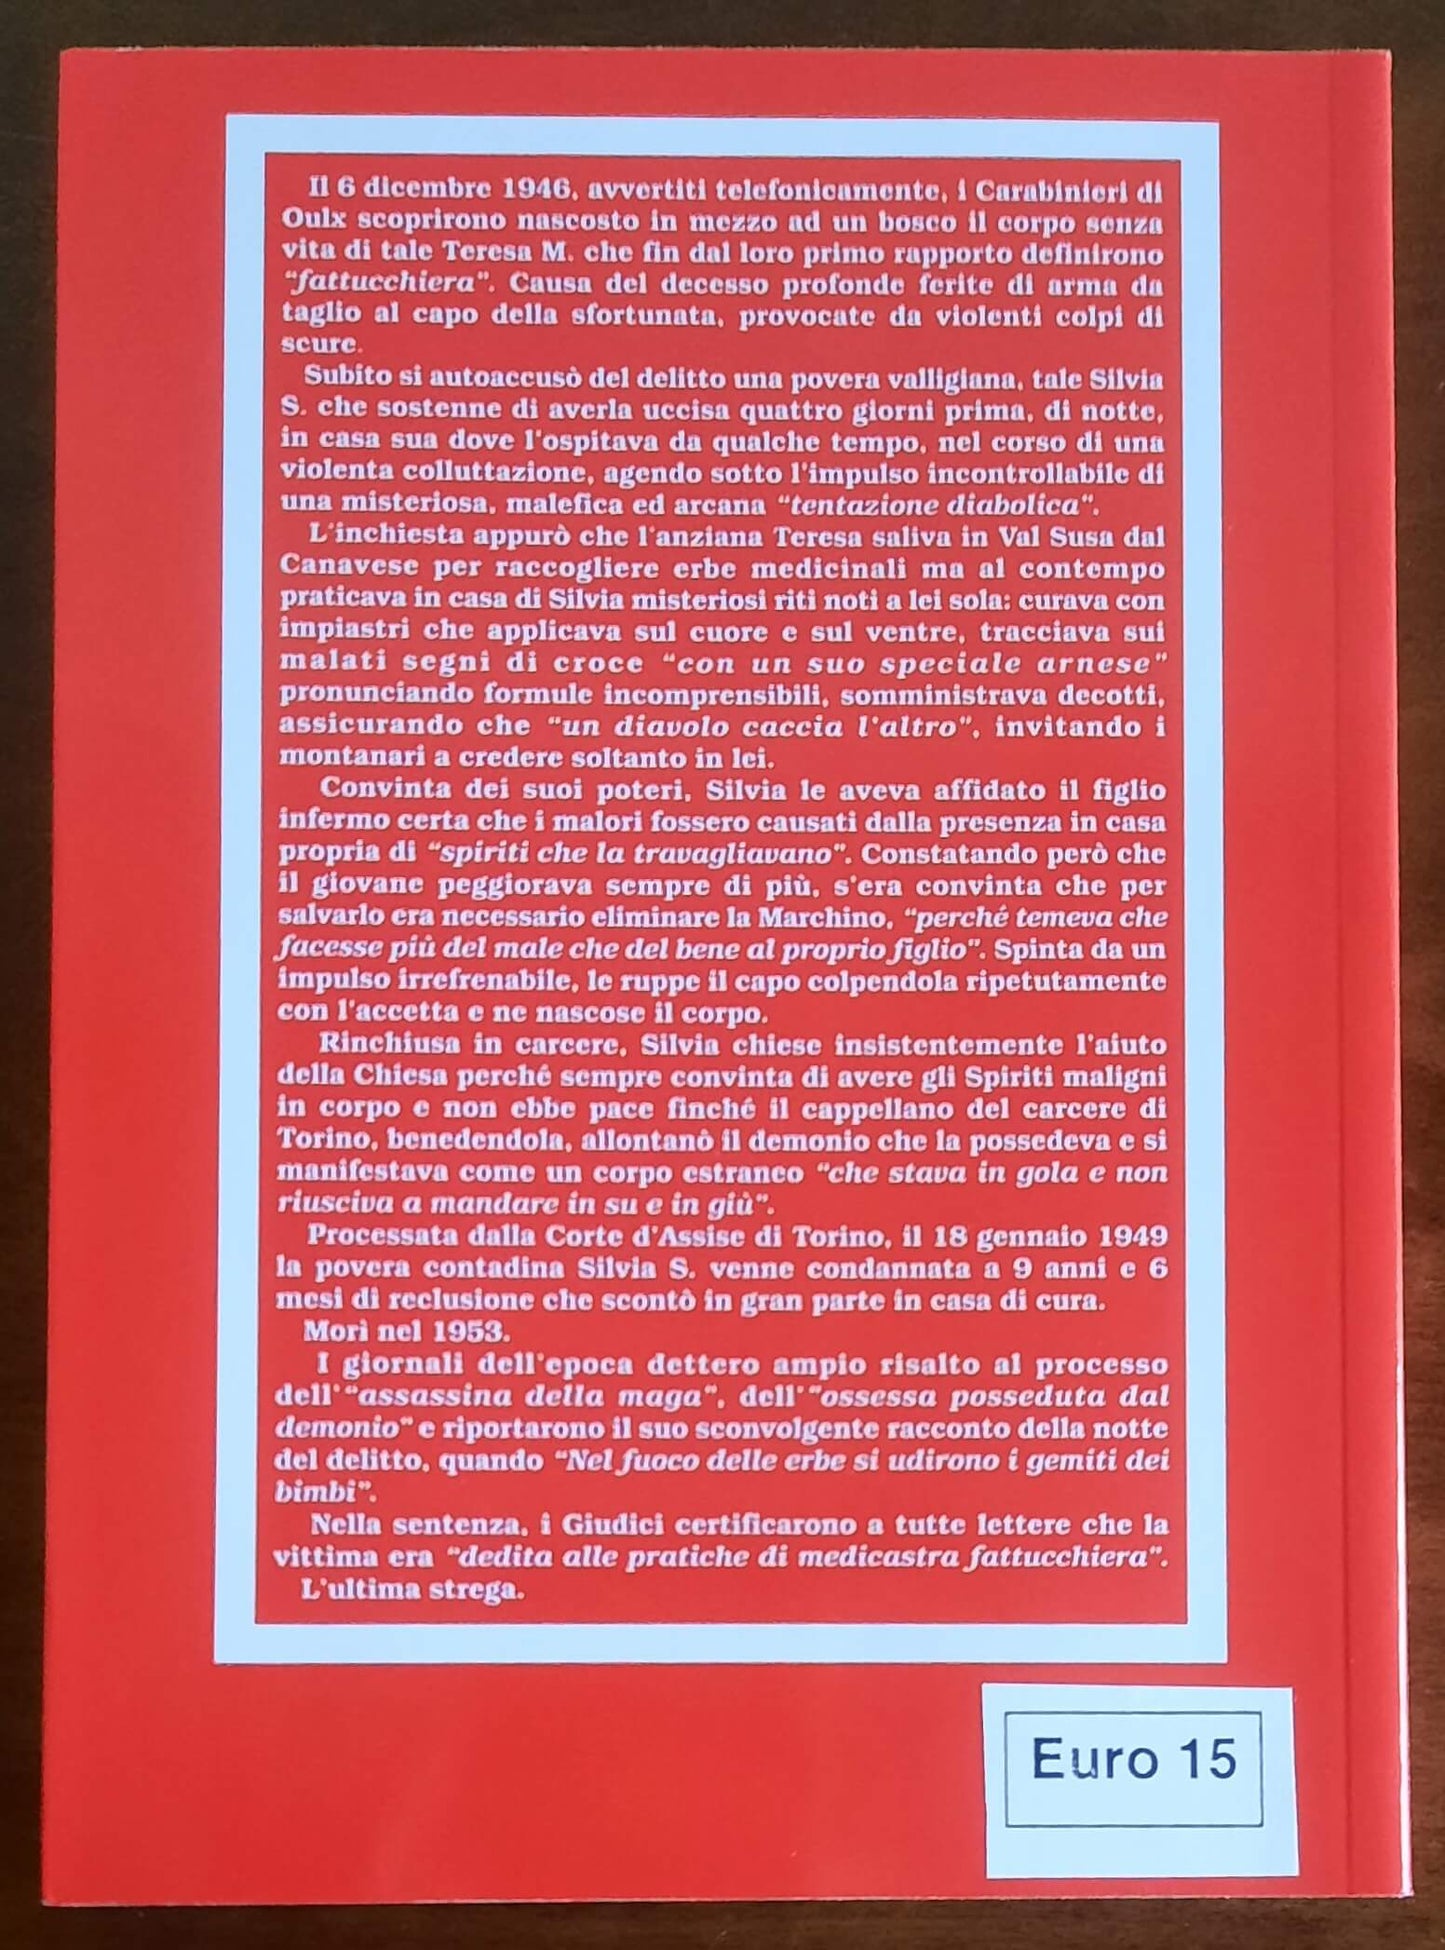 Il 6 dicembre 1946, avvertiti telefonicamente, i Carabinieri di
Oulx scoprirono nascosto in mezzo ad un bosco il corpo senza
vita di tale Teresa M. che fin dal loro primo rapporto definirono
“fattucchiera”. Causa del decesso profonde ferite di arma da
taglio al capo della sfortunata, provocate da violenti colpi di
scure.
Subito si autoaccusò del delitto una povera valligiana, tale Silvia
S. che sostenne di averla uccisa quattro giorni prima, di notte,
in casa sua dove l'ospitava da qualche tempo, nel corso di una
violenta colluttazione, agendo sotto l'impulso incontrollabile di
una misteriosa, malefica ed arcana “tentazione diabolica”.
L'inchiesta appurò che l'anziana Teresa saliva in Val Susa dal
Canavese per raccogliere erbe medicinali ma al contempo
praticava in casa di Silvia misteriosi riti noti a lei sola: curava con
impiastri che applicava sul cuore e sul ventre, tracciava sui
malati segni di croce “con un suo speciale arnese”
pronunciando formule incomprensibili, somministrava decotti,
assicurando che “un diavolo caccia l'altro”, invitando i
montanari a credere soltanto in lei.
Convinta dei suoi poteri, Silvia le aveva affidato il figlio
infermo certa che i malori fossero causati dalla presenza in casa
propria di “spiriti che la travagliavano”. Constatando però che
il giovane peggiorava sempre di più, s'era convinta che per
salvarlo era necessario eliminare la Marchino, “perché temeva che
facesse più del male che del bene al proprio figlio”. Spinta da un
impulso irrefrenabile, le ruppe il capo colpendola ripetutamente
con l'accetta e ne nascose il corpo.
Rinchiusa in carcere, Silvia chiese insistentemente l'aiuto
della Chiesa perché sempre convinta di avere gli Spiriti maligni
in corpo e non ebbe pace finché il cappellano del carcere di
Torino, benedendola, allontanò il demonio che la possedeva e si
manifestava come un corpo estraneo “che stava in gola e non
riusciva a mandare in su e in giù”.
Processata dalla Corte d'Assise di Torino, il 18 gennaio 1949
la povera contadina Silvia S. venne condannata a 9 anni e 6
mesi di reclusione che scontò in gran parte in casa di cura.
Morì nel 1953.
I giornali dell'epoca dettero ampio risalto al processo
dell'“assassina della maga”, dell'“ossessa posseduta dal
demonio” e riportarono il suo sconvolgente racconto della notte
del delitto, quando “Nel fuoco delle erbe si udirono i gemiti dei
bimbi”.
Nella sentenza, i Giudici certificarono a tutte lettere che la
vittima era “dedita alle pratiche di medicastra fattucchiera”.
L'ultima strega.
Euro 15